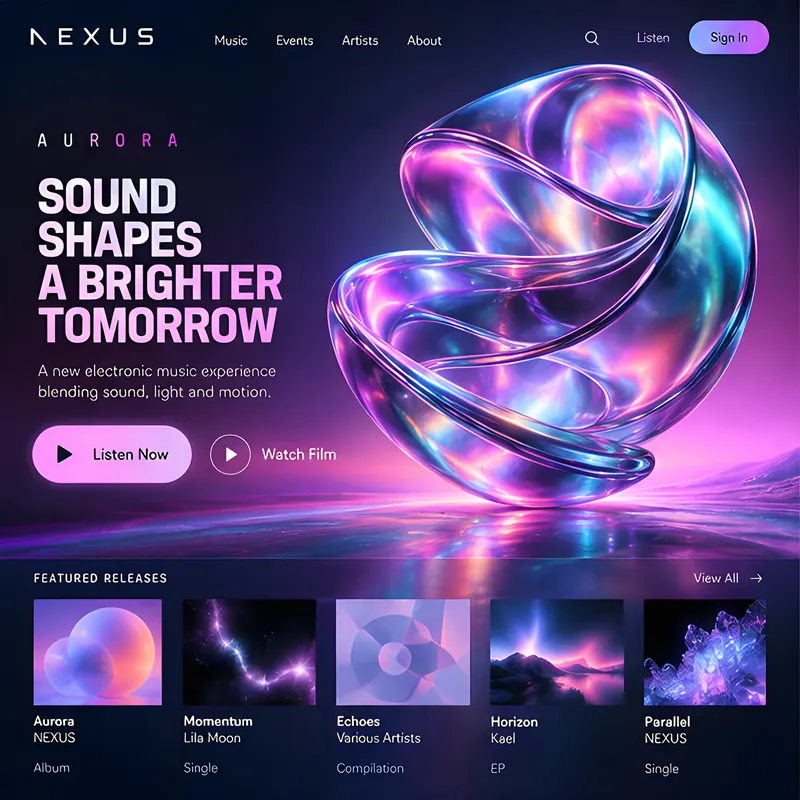 NEXUS
Music Events Artists About
Listen Sign In
AURORA
SOUND
SHAPES
A BRIGHTER
TOMORROW
A new electronic music experience
blending sound, light and motion.
Listen Now
Watch Film
FEATURED RELEASES
View All →
Aurora
NEXUS
Album
Momentum
Lila Moon
Single
Echoes
Various Artists
Compilation
Horizon
Kael
EP
Parallel
NEXUS
Single